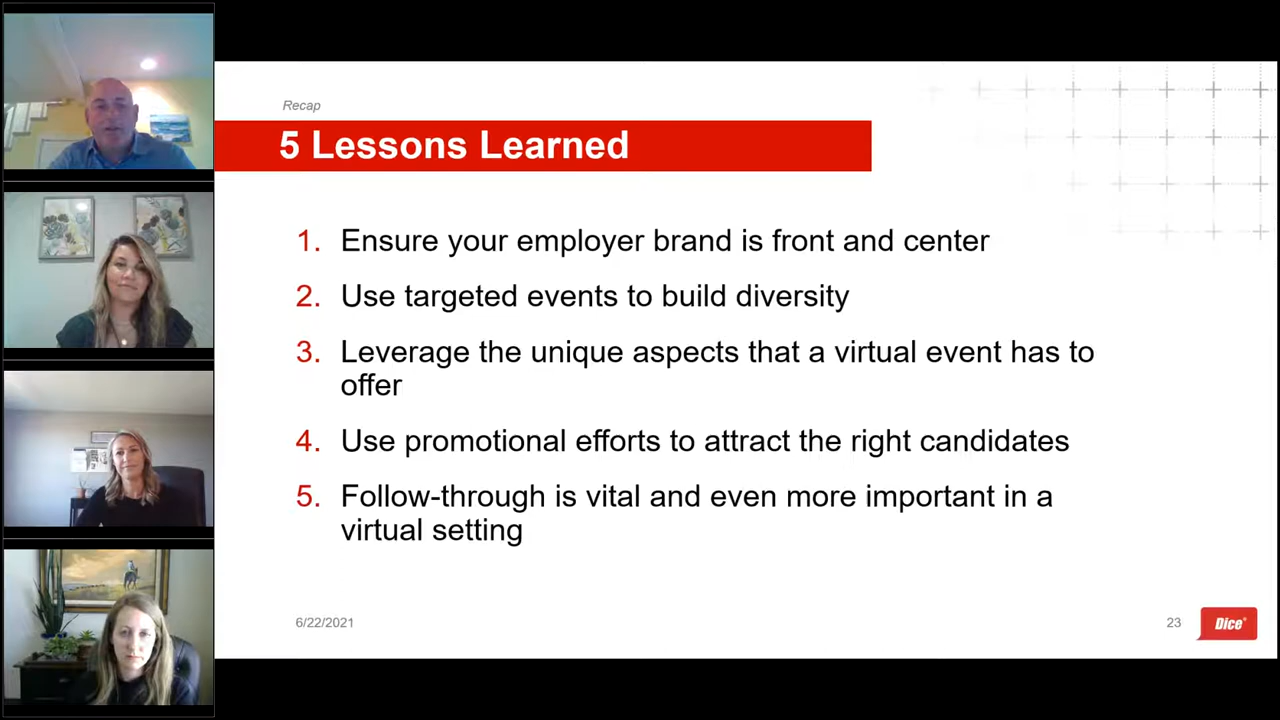 Recap
5 Lessons Learned
1. Ensure your employer brand is front and center
2. Use targeted events to build diversity
3. Leverage the unique aspects that a virtual event has to
offer
4. Use promotional efforts to attract the right candidates
5. Follow-through is vital and even more important in a
virtual setting
6/22/2021
23
Dice®